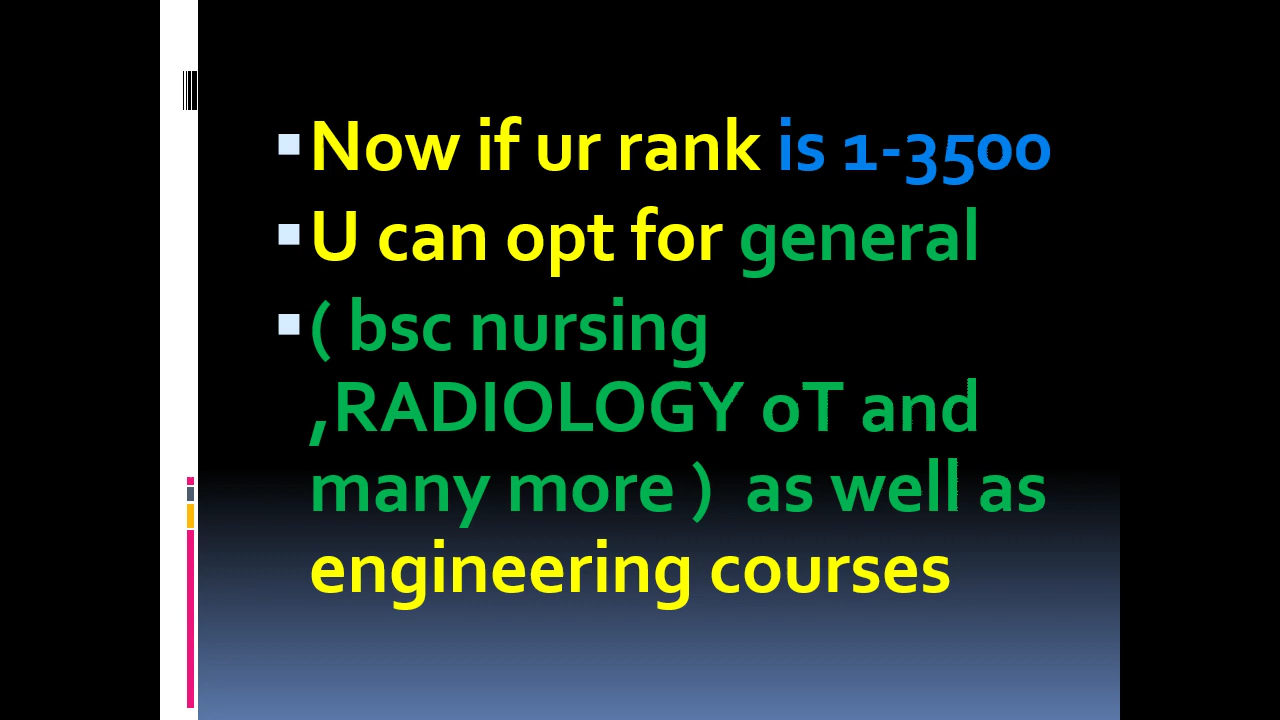 Now if ur rank is 1-3500
U can opt for general
( bsc nursing
,RADIOLOGY oT and
many more ) as well as
engineering courses